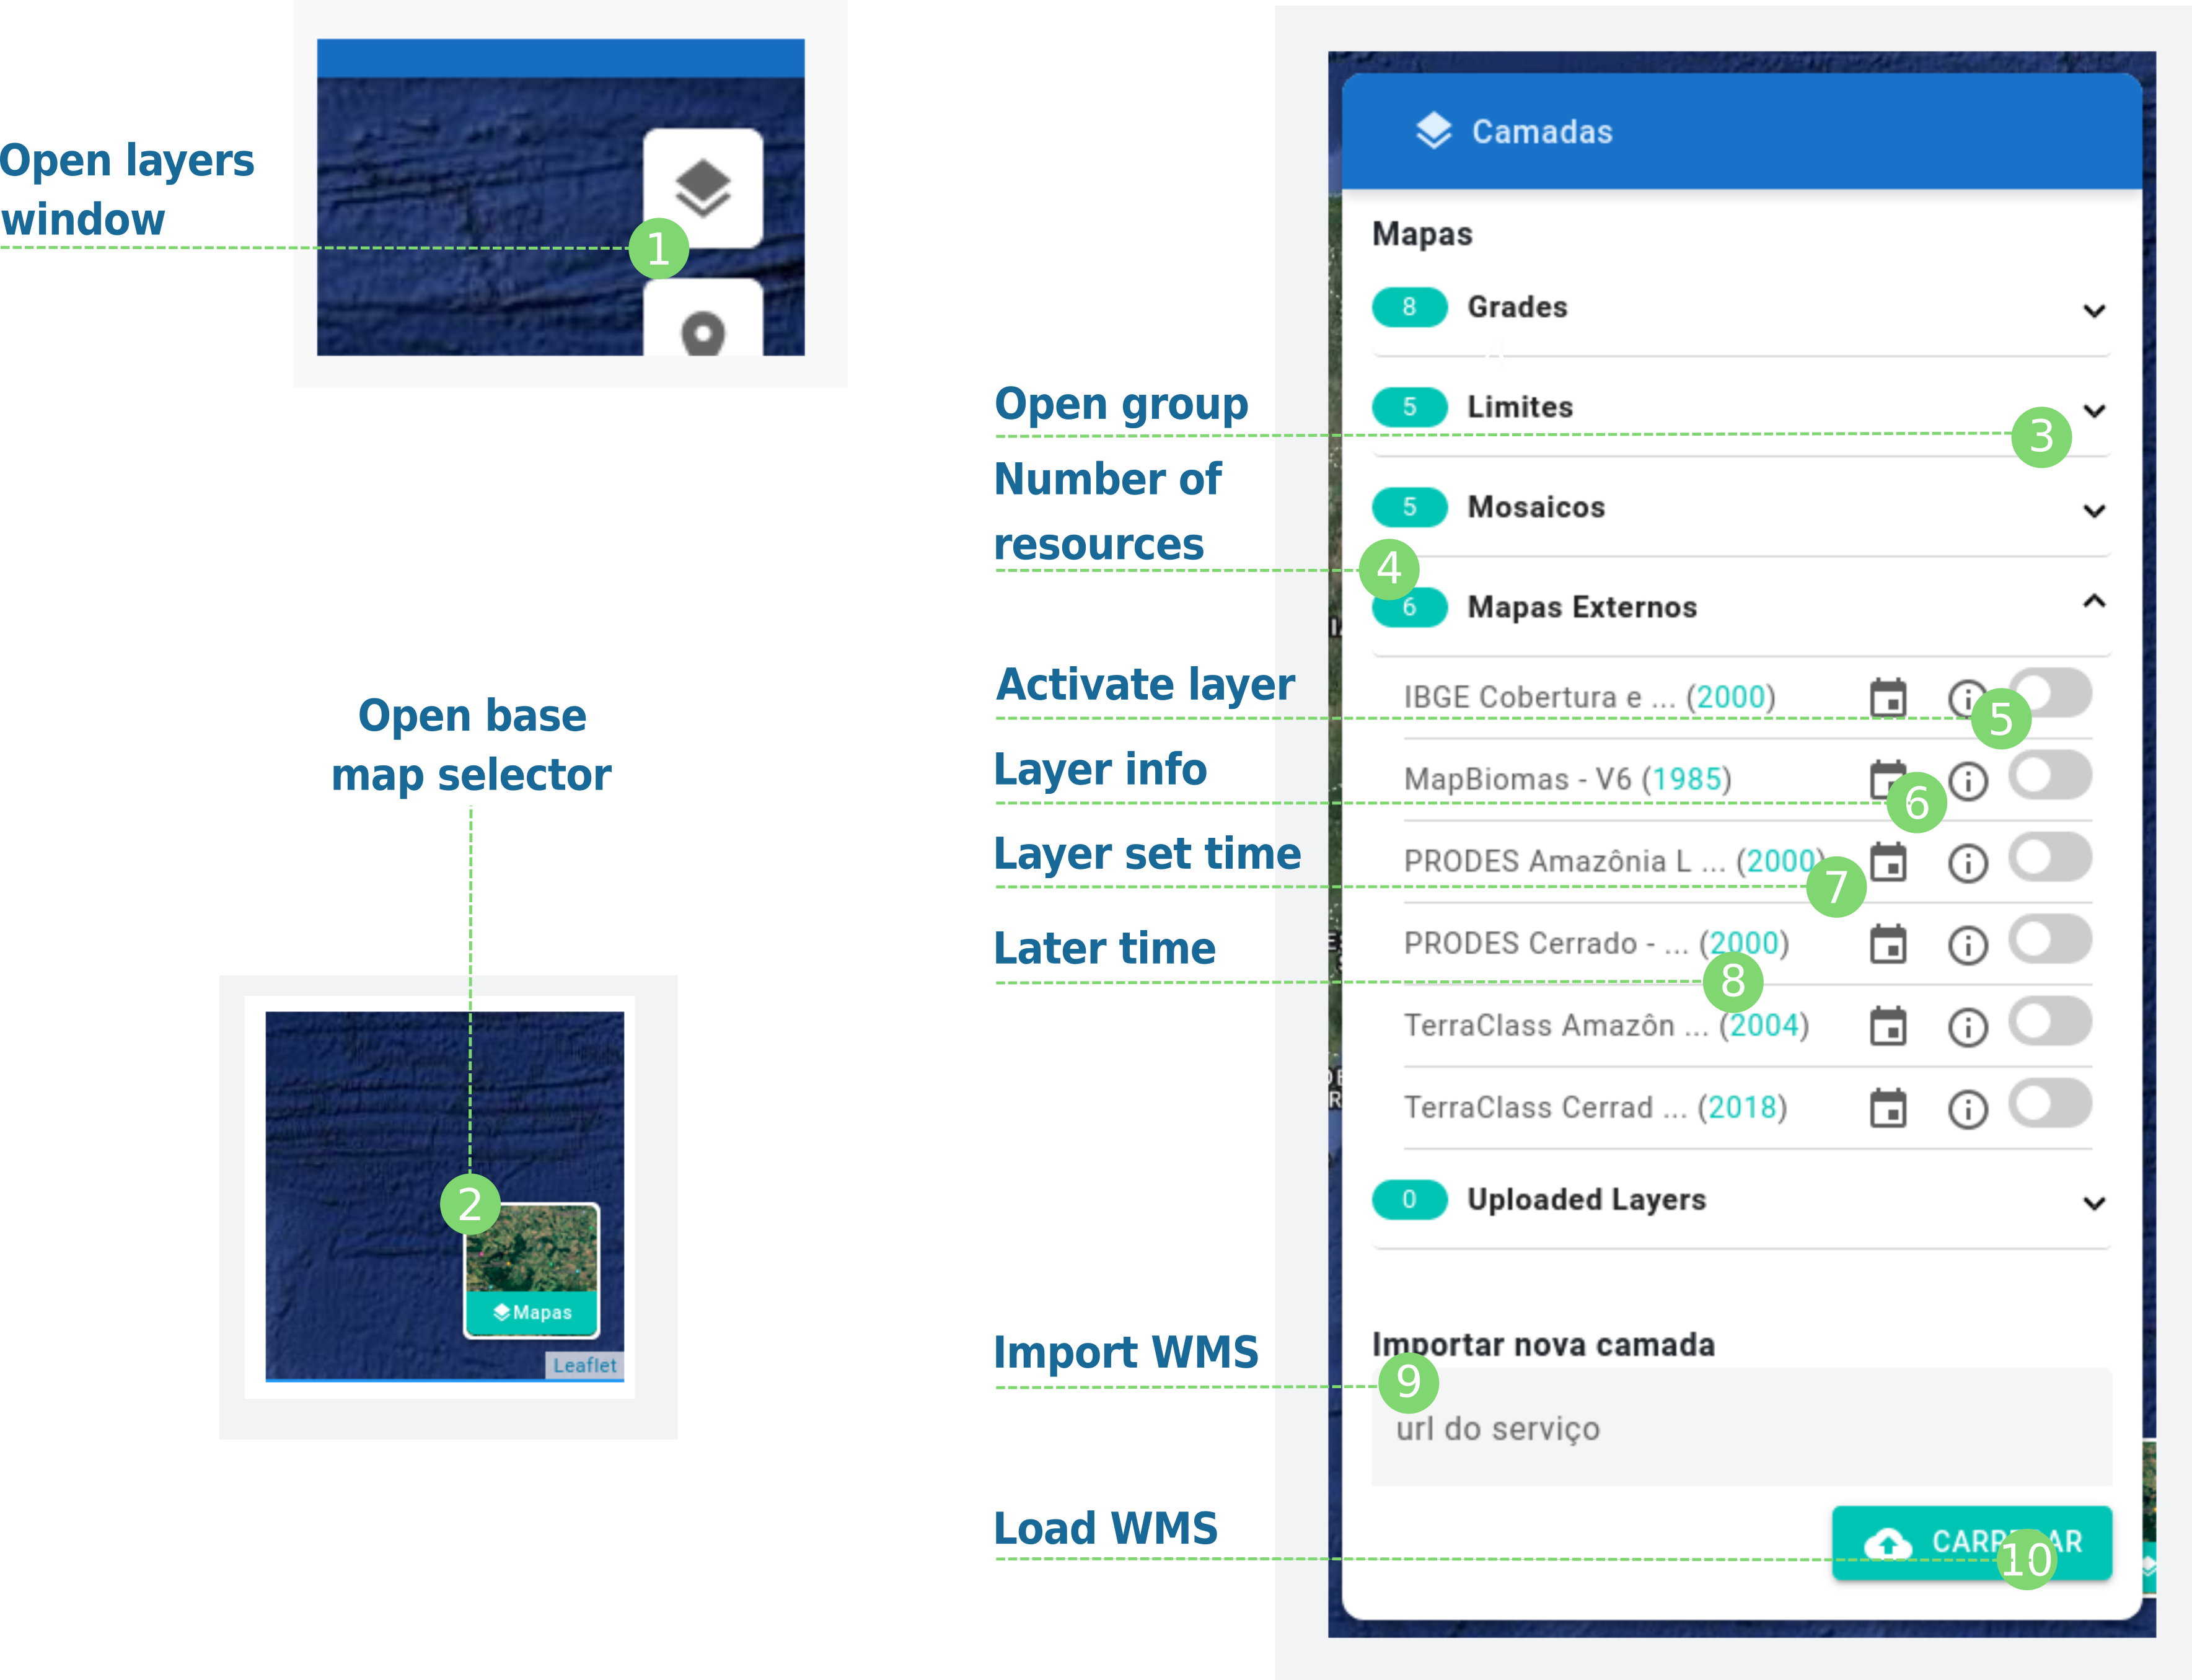 Open layers
window
1
Open base
map selector
2
Mapas
Leaflet
Camadas
Mapas
8 Grades
Open group
5 Limites
3
Number of
resources
5 Mosaicos
4
6 Mapas Externos
Activate layer
IBGE Cobertura e ... (2000)
5
Layer info
MapBiomas - V6 (1985)
6
Layer set time
PRODES Amazônia L ... (2000)
7
Later time
PRODES Cerrado - ... (2000)
8
TerraClass Amazôn ... (2004)
TerraClass Cerrad ... (2018)
0 Uploaded Layers
Import WMS
Importar nova camada
9
url do serviço
Load WMS
10